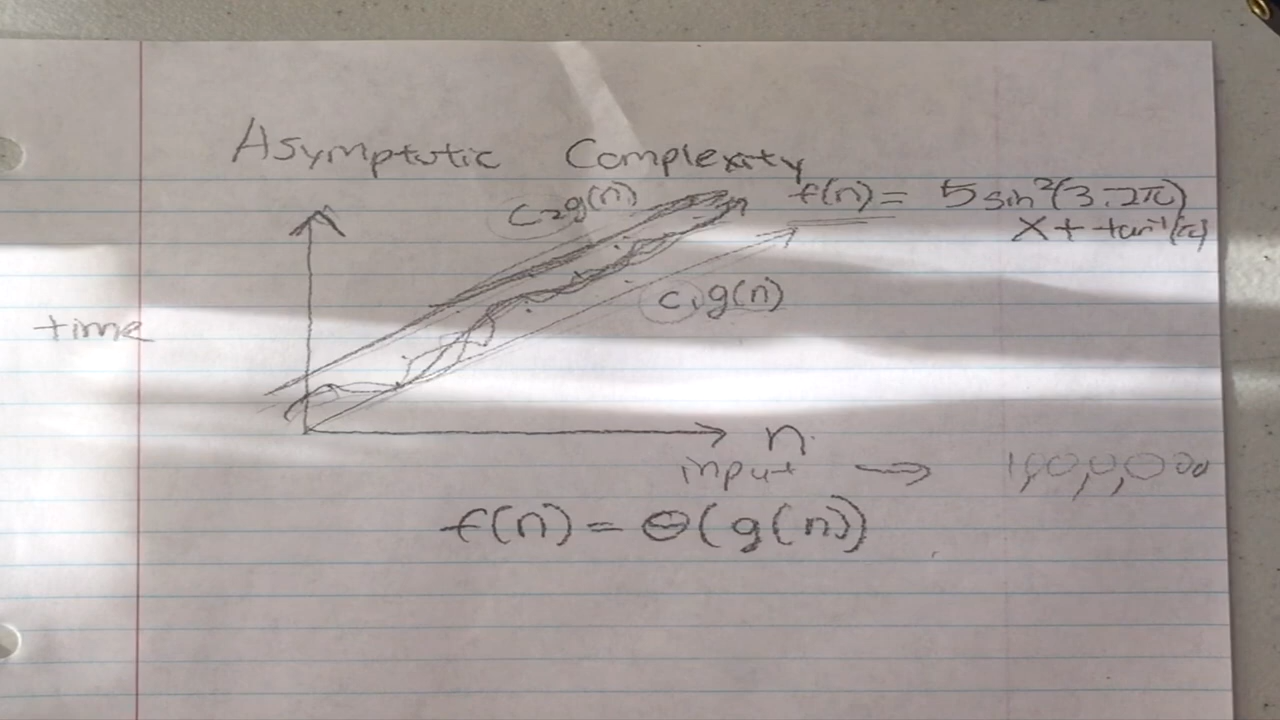 Asymptotic Complexity
c₂g(n)
f(n) = 5 sin²(3.2π)
x + tan⁻¹
c₁g(n)
time
n
input →
f(n) = Θ(g(n))